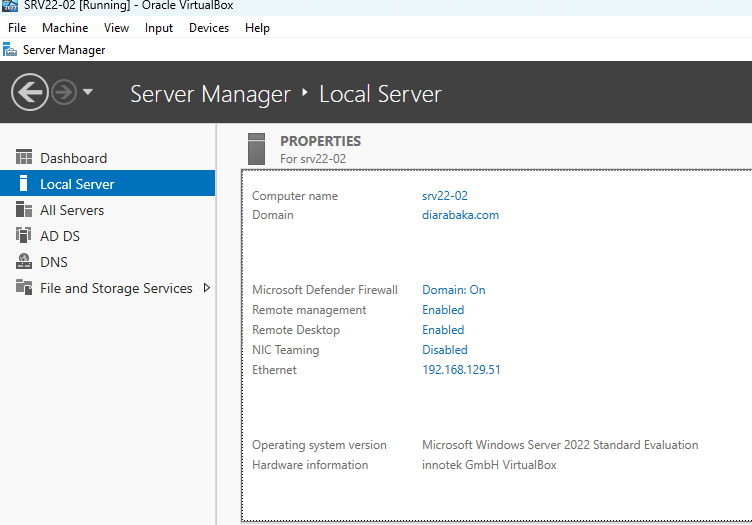 SRV22-02 [Running] - Oracle VirtualBox
File Machine View Input Devices Help
Server Manager
Server Manager ‣ Local Server
Dashboard
Local Server
All Servers
AD DS
DNS
File and Storage Services
PROPERTIES
For srv22-02
Computer name srv22-02
Domain diarabaka.com
Microsoft Defender Firewall Domain: On
Remote management Enabled
Remote Desktop Enabled
NIC Teaming Disabled
Ethernet 192.168.129.51
Operating system version Microsoft Windows Server 2022 Standard Evaluation
Hardware information innotek GmbH VirtualBox